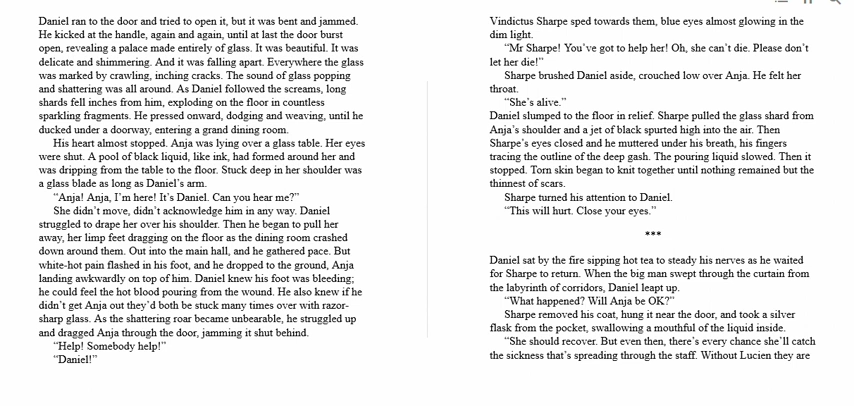 Daniel ran to the door and tried to open it, but it was bent and jammed.
He kicked at the handle, again and again, until at last the door burst
open, revealing a palace made entirely of glass. It was beautiful. It was
delicate and shimmering. And it was falling apart. Everywhere the glass
was marked by crawling, inching cracks. The sound of glass popping
and shattering was all around. As Daniel followed the screams, long
shards fell inches from him, exploding on the floor in countless
sparkling fragments. He pressed onward, dodging and weaving, until he
ducked under a doorway, entering a grand dining room.
His heart almost stopped. Anja was lying over a glass table. Her eyes
were shut. A pool of black liquid, like ink, had formed around her and
was dripping from the table to the floor. Stuck deep in her shoulder was
a glass blade as long as Daniel’s arm.
“Anja! Anja, I’m here! It’s Daniel. Can you hear me?”
She didn’t move, didn’t acknowledge him in any way. Daniel
struggled to drape her over his shoulder. Then he began to pull her
away, her limp feet dragging on the floor as the dining room crashed
down around them. Out into the main hall, and he gathered pace. But
white-hot pain flashed in his foot, and he dropped to the ground, Anja
landing awkwardly on top of him. Daniel knew his foot was bleeding;
he could feel the hot blood pouring from the wound. He also knew if he
didn’t get Anja out they’d both be stuck many times over with razor-
sharp glass. As the shattering roar became unbearable, he struggled up
and dragged Anja through the door, jamming it shut behind.
“Help! Somebody help!”
“Daniel!”
Vindictus Sharpe sped towards them, blue eyes almost glowing in the
dim light.
“Mr Sharpe! You’ve got to help her! Oh, she can’t die. Please don’t
let her die!”
Sharpe brushed Daniel aside, crouched low over Anja. He felt her
throat.
“She’s alive.”
Daniel slumped to the floor in relief. Sharpe pulled the glass shard from
Anja’s shoulder and a jet of black spurted high into the air. Then
Sharpe’s eyes closed and he muttered under his breath, his fingers
tracing the outline of the deep gash. The pouring liquid slowed. Then it
stopped. Torn skin began to knit together until nothing remained but the
thinnest of scars.
Sharpe turned his attention to Daniel.
“This will hurt. Close your eyes.”
***
Daniel sat by the fire sipping hot tea to steady his nerves as he waited
for Sharpe to return. When the big man swept through the curtain from
the labyrinth of corridors, Daniel leapt up.
“What happened? Will Anja be OK?”
Sharpe removed his coat, hung it near the door, and took a silver
flask from the pocket, swallowing a mouthful of the liquid inside.
“She should recover. But even then, there’s every chance she’ll catch
the sickness that’s spreading through the staff. Without Lucien they are